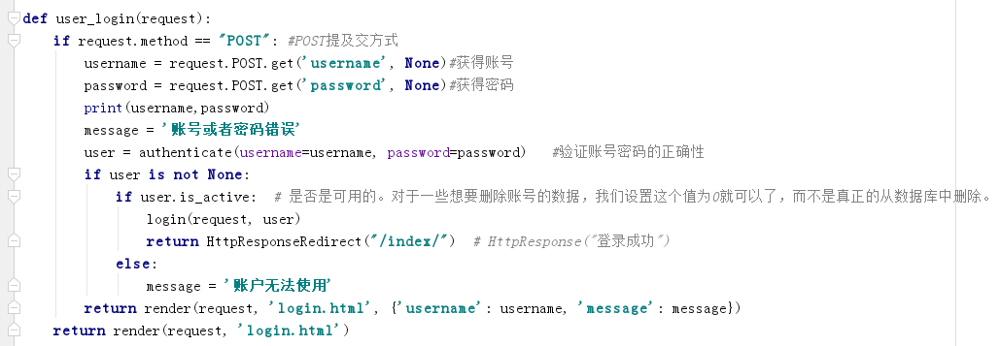 def user_login(request):
if request.method == "POST": #POST提及交方式
username = request.POST.get('username', None)#获得账号
password = request.POST.get('password', None)#获得密码
print(username,password)
message = '账号或者密码错误'
user = authenticate(username=username, password=password) #验证账号密码的正确性
if user is not None:
if user.is_active: # 是否是可用的。对于一些想要删除账号的数据，我们设置这个值为0就可以了，而不是真正的从数据库中删除。
login(request, user)
return HttpResponseRedirect("/index/") # HttpResponse("登录成功")
else:
message = '账户无法使用'
return render(request, 'login.html', {'username': username, 'message': message})
return render(request, 'login.html')